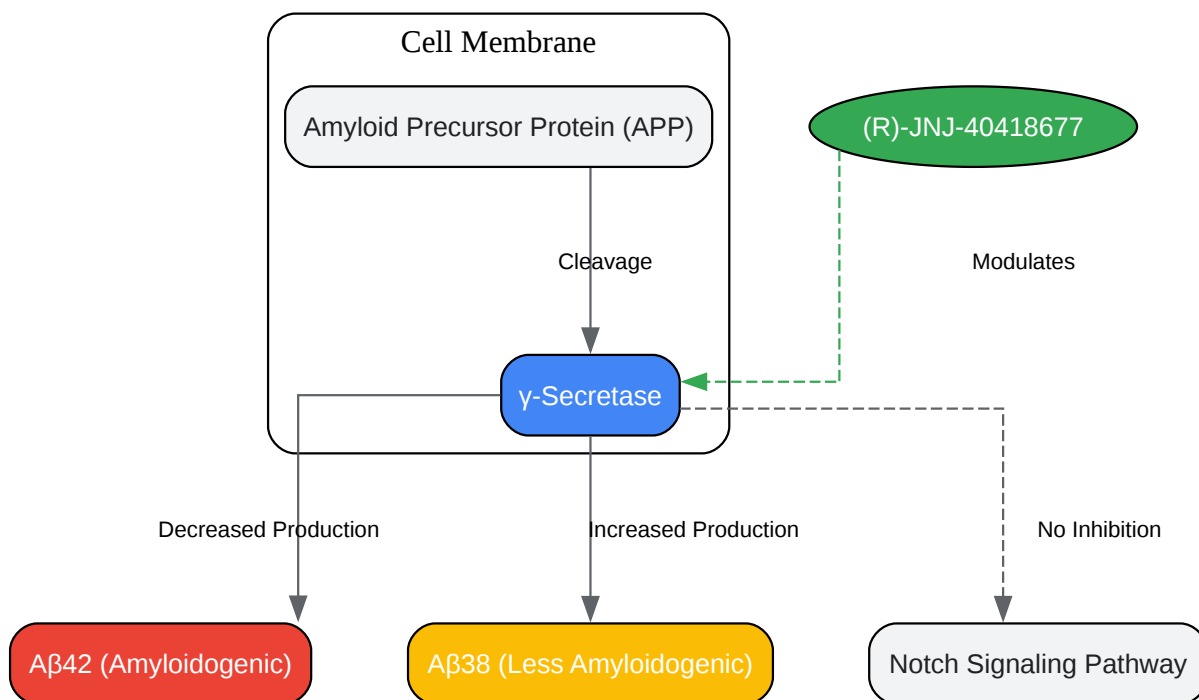 Cell Membrane
Amyloid Precursor Protein (APP)
(R)-JNJ-40418677
Cleavage
Modulates
γ-Secretase
Decreased Production
Increased Production
No Inhibition
Aβ42 (Amyloidogenic)
Aβ38 (Less Amyloidogenic)
Notch Signaling Pathway